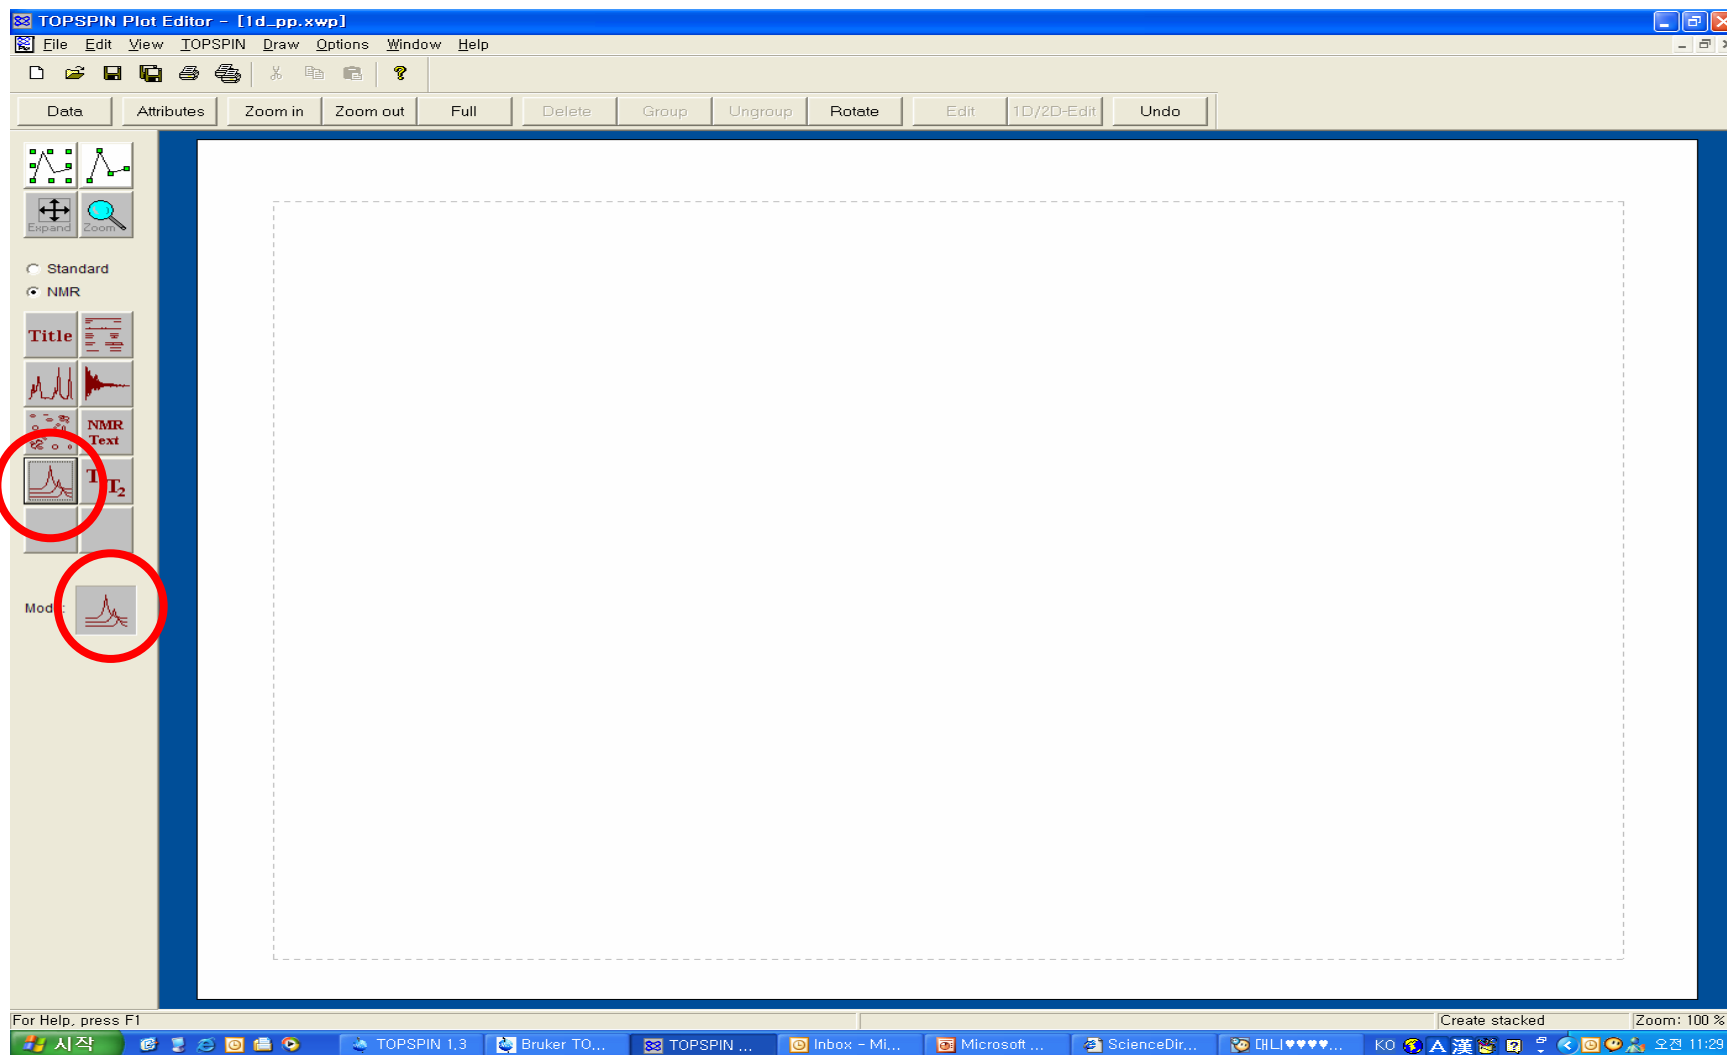 TOPSPIN Plot Editor - [1d_pp.xwp]
File Edit View TOPSPIN Draw Options Window Help
Data Attributes Zoom in Zoom out Full Delete Group Ungroup Rotate Edit 1D/2D-Edit Undo
Expand Zoom
Standard
NMR
Title
NMR
Text
T2
For Help, press F1 Create stacked Zoom: 100 %
시작 TOPSPIN 1.3 Bruker TO... TOPSPIN ... Inbox - Mi... Microsoft ... ScienceDir... 대니♥♥♥♥... KO A 漢 오전 11:29